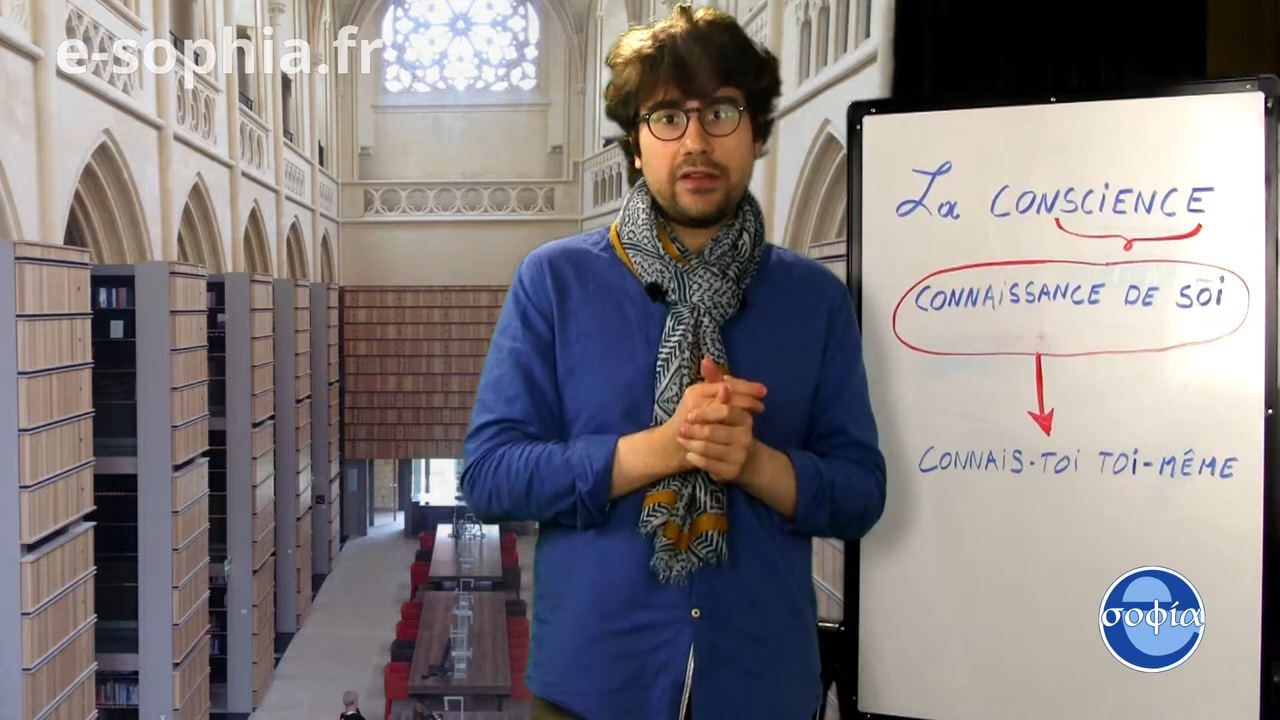 e-sophia.fr
La CONSCIENCE
CONNAISSANCE DE SOI
CONNAIS-TOI TOI-MÊME
σοφία